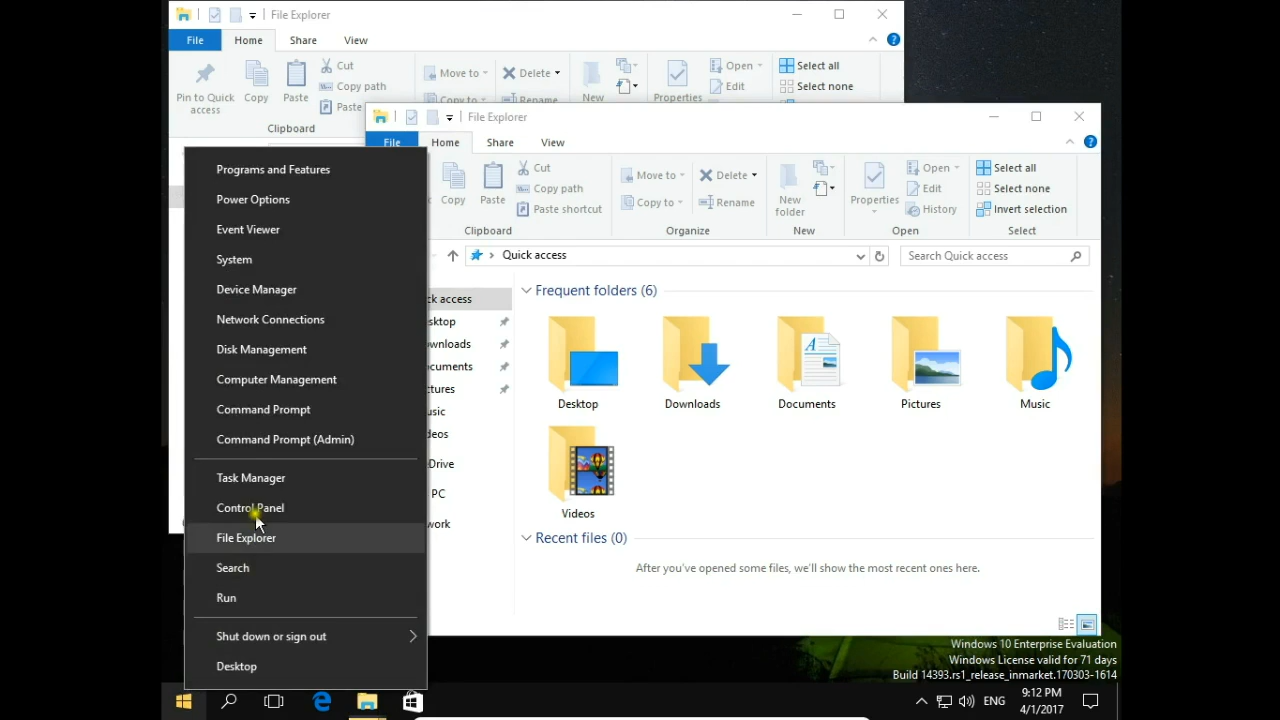 File Explorer
File
Home
Share
View
Pin to Quick access
Copy
Paste
Cut
Copy path
Paste
Clipboard
Move to
Copy to
Delete
Rename
New
Properties
Open
Edit
Select all
Select none
File Explorer
File
Home
Share
View
Copy
Paste
Cut
Copy path
Paste shortcut
Clipboard
Move to
Copy to
Delete
Rename
Organize
New folder
New
Properties
Open
Edit
History
Open
Select all
Select none
Invert selection
Select
Quick access
Search Quick access
ck access
sktop
wnloads
cuments
ctures
usic
deos
eDrive
PC
work
Frequent folders (6)
Desktop
Downloads
Documents
Pictures
Music
Videos
Recent files (0)
After you've opened some files, we'll show the most recent ones here.
Programs and Features
Power Options
Event Viewer
System
Device Manager
Network Connections
Disk Management
Computer Management
Command Prompt
Command Prompt (Admin)
Task Manager
Control Panel
File Explorer
Search
Run
Shut down or sign out
Desktop
Windows 10 Enterprise Evaluation
Windows License valid for 71 days
Build 14393.rs1_release_inmarket.170303-1614
ENG
9:12 PM
4/1/2017